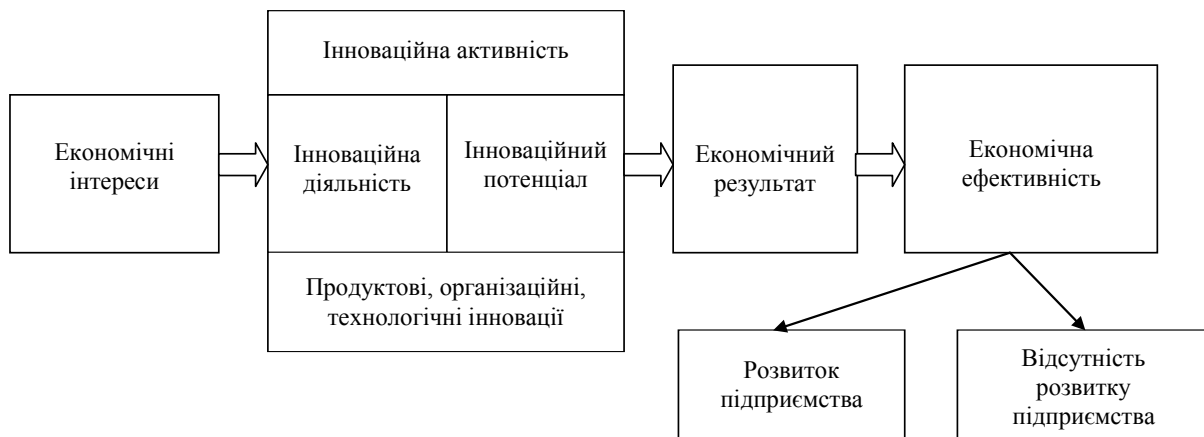 Інноваційна активність
Економічні
інтереси
Інноваційна
діяльність
Інноваційний
потенціал
Економічний
результат
Економічна
ефективність
Продуктові, організаційні,
технологічні інновації
Розвиток
підприємства
Відсутність
розвитку
підприємства